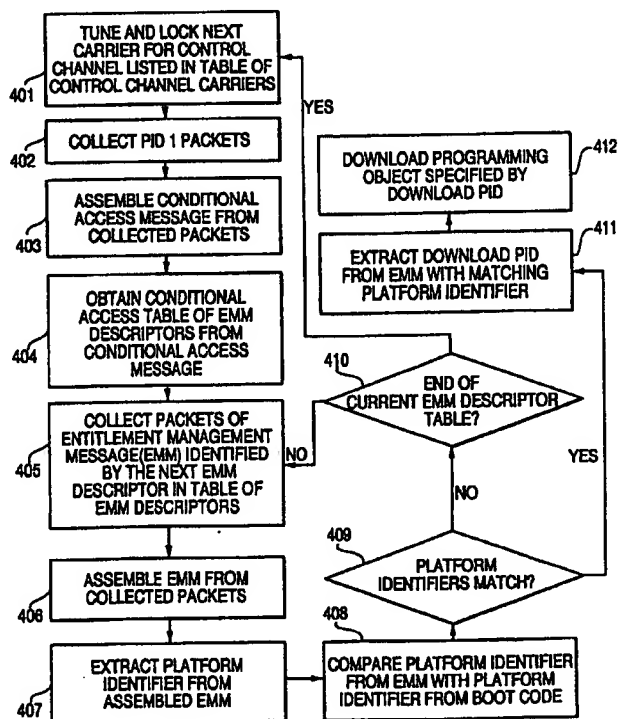 TUNE AND LOCK NEXT
CARRIER FOR CONTROL
CHANNEL LISTED IN TABLE OF
CONTROL CHANNEL CARRIERS
401
COLLECT PID 1 PACKETS
402
ASSEMBLE CONDITIONAL
ACCESS MESSAGE FROM
COLLECTED PACKETS
403
OBTAIN CONDITIONAL
ACCESS TABLE OF EMM
DESCRIPTORS FROM
CONDITIONAL ACCESS
MESSAGE
404
COLLECT PACKETS OF
ENTITLEMENT MANAGEMENT
MESSAGE(EMM) IDENTIFIED
BY THE NEXT EMM
DESCRIPTOR IN TABLE OF
EMM DESCRIPTORS
405
ASSEMBLE EMM FROM
COLLECTED PACKETS
406
EXTRACT PLATFORM
IDENTIFIER FROM
ASSEMBLED EMM
407
408
COMPARE PLATFORM IDENTIFIER
FROM EMM WITH PLATFORM
IDENTIFIER FROM BOOT CODE
409
PLATFORM
IDENTIFIERS MATCH?
NO
YES
410
END OF
CURRENT EMM DESCRIPTOR
TABLE?
NO
YES
411
EXTRACT DOWNLOAD PID
FROM EMM WITH MATCHING
PLATFORM IDENTIFIER
412
DOWNLOAD PROGRAMMING
OBJECT SPECIFIED BY
DOWNLOAD PID